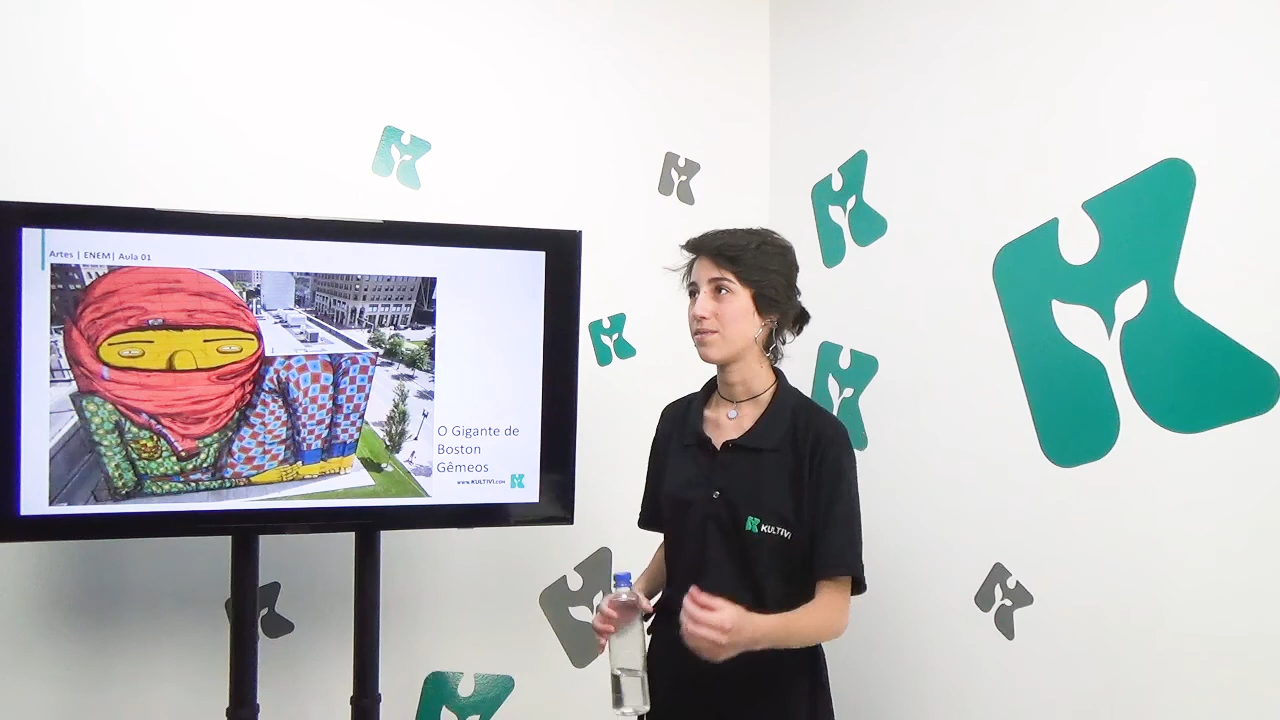 Artes | ENEM| Aula 01
O Gigante de
Boston
Gêmeos
www.KULTIVI.COM
KULTIVI